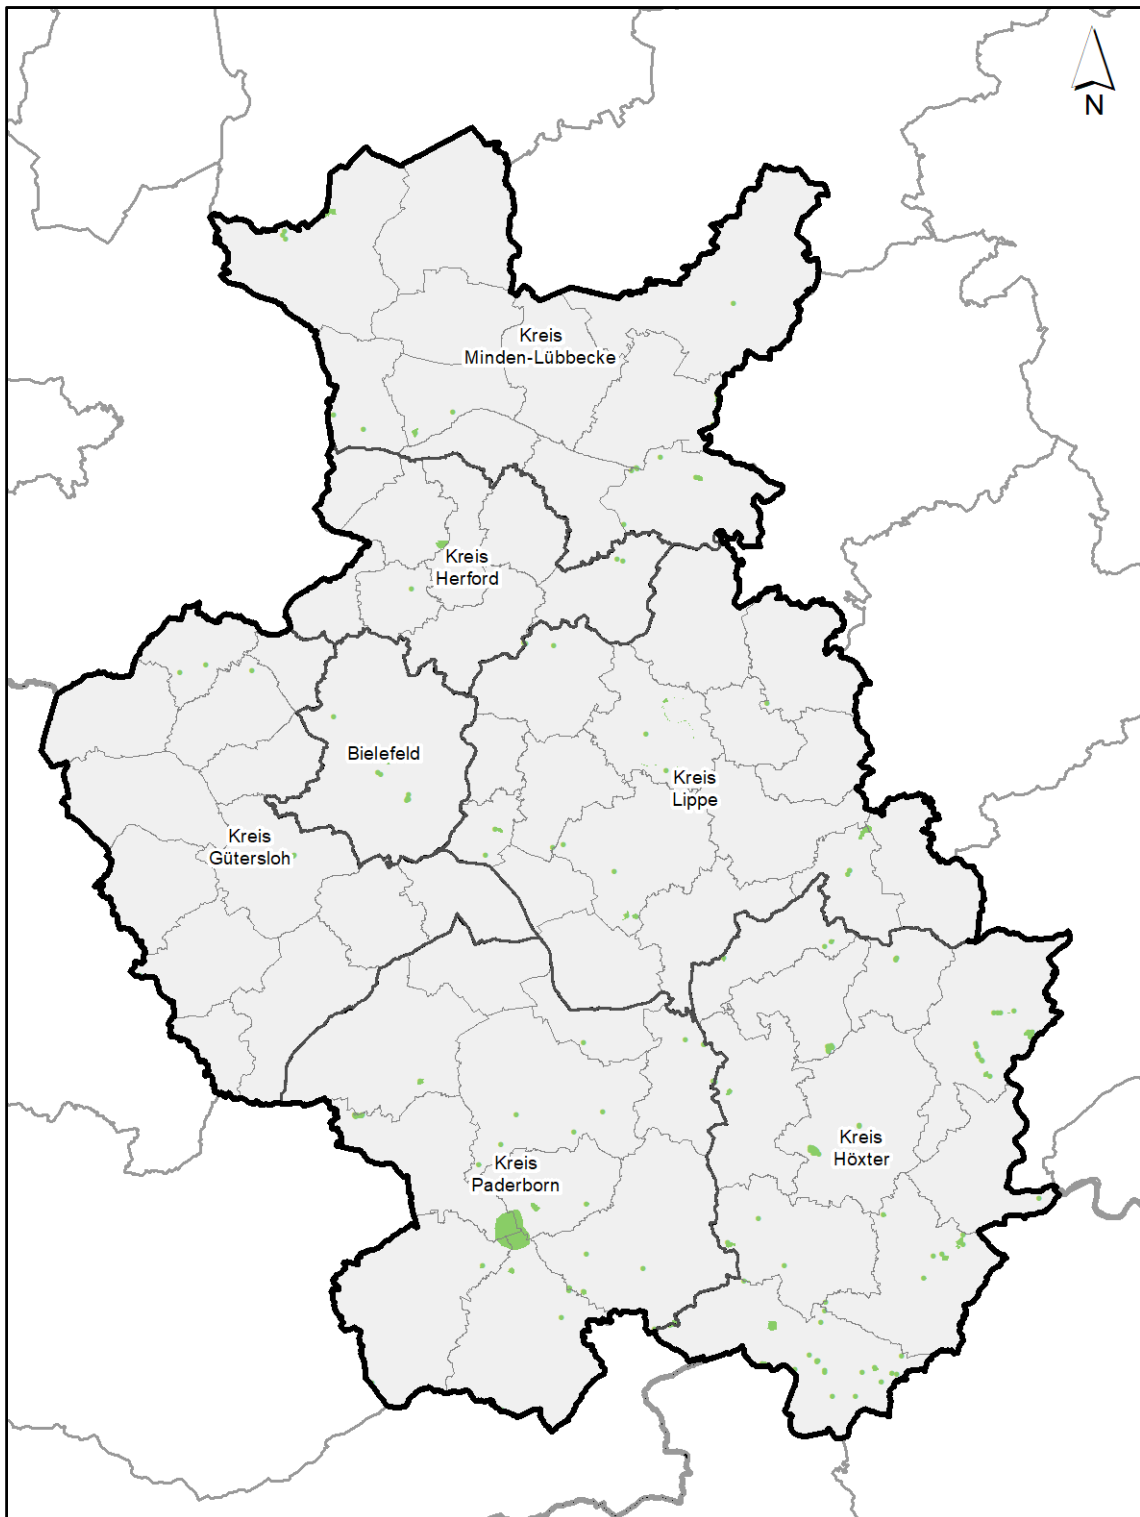 N
Kreis
Minden-Lübbecke
Kreis
Herford
Bielefeld
Kreis
Lippe
Kreis
Gütersloh
Kreis
Höxter
Kreis
Paderborn